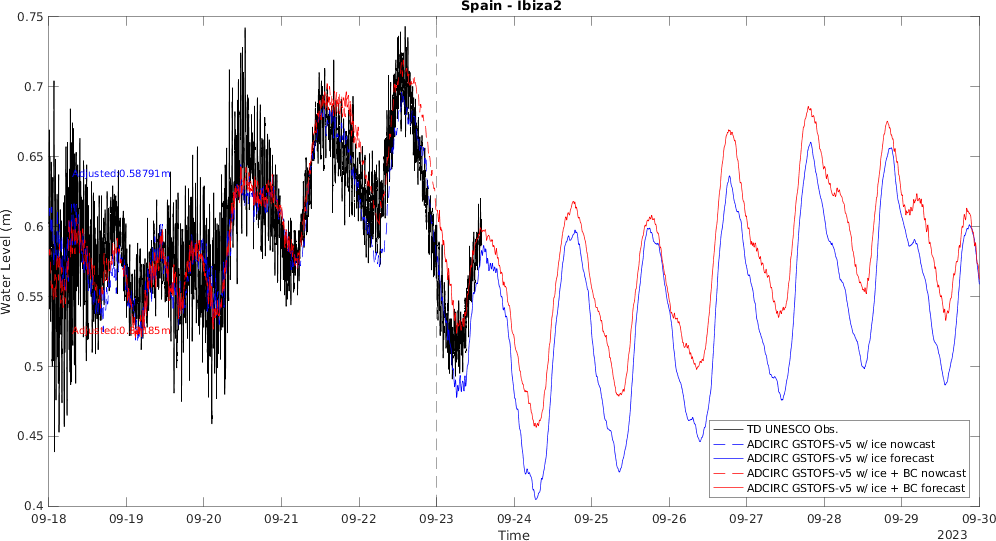 Spain - Ibiza2
0.75
0.7
0.65
0.6
0.55
0.5
0.45
0.4
Water Level (m)
Adjusted:0.58791m
TD UNESCO Obs.
ADCIRC GSTOFS-v5 w/ ice nowcast
ADCIRC GSTOFS-v5 w/ ice forecast
ADCIRC GSTOFS-v5 w/ ice + BC nowcast
ADCIRC GSTOFS-v5 w/ ice + BC forecast
09-18 09-19 09-20 09-21 09-22 09-23 09-24 09-25 09-26 09-27 09-28 09-29 09-30
Time
2023